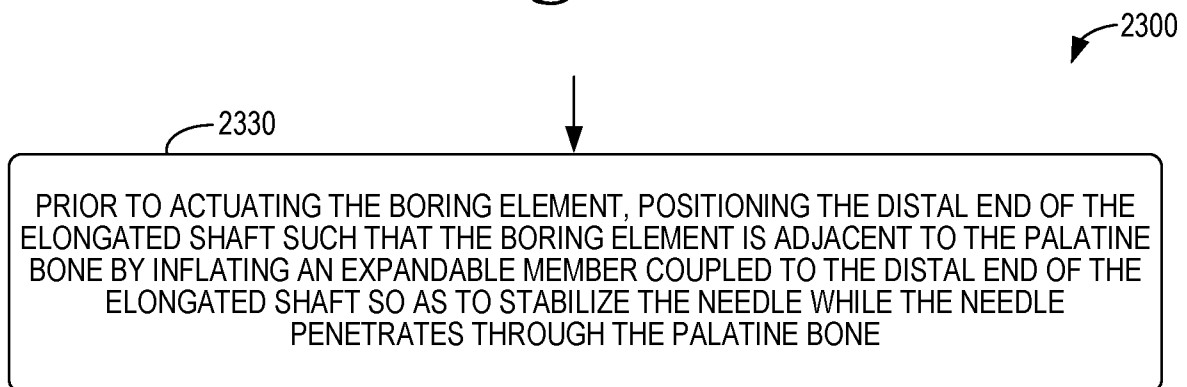 2300
2330
PRIOR TO ACTUATING THE BORING ELEMENT, POSITIONING THE DISTAL END OF THE
ELONGATED SHAFT SUCH THAT THE BORING ELEMENT IS ADJACENT TO THE PALATINE
BONE BY INFLATING AN EXPANDABLE MEMBER COUPLED TO THE DISTAL END OF THE
ELONGATED SHAFT SO AS TO STABILIZE THE NEEDLE WHILE THE NEEDLE
PENETRATES THROUGH THE PALATINE BONE